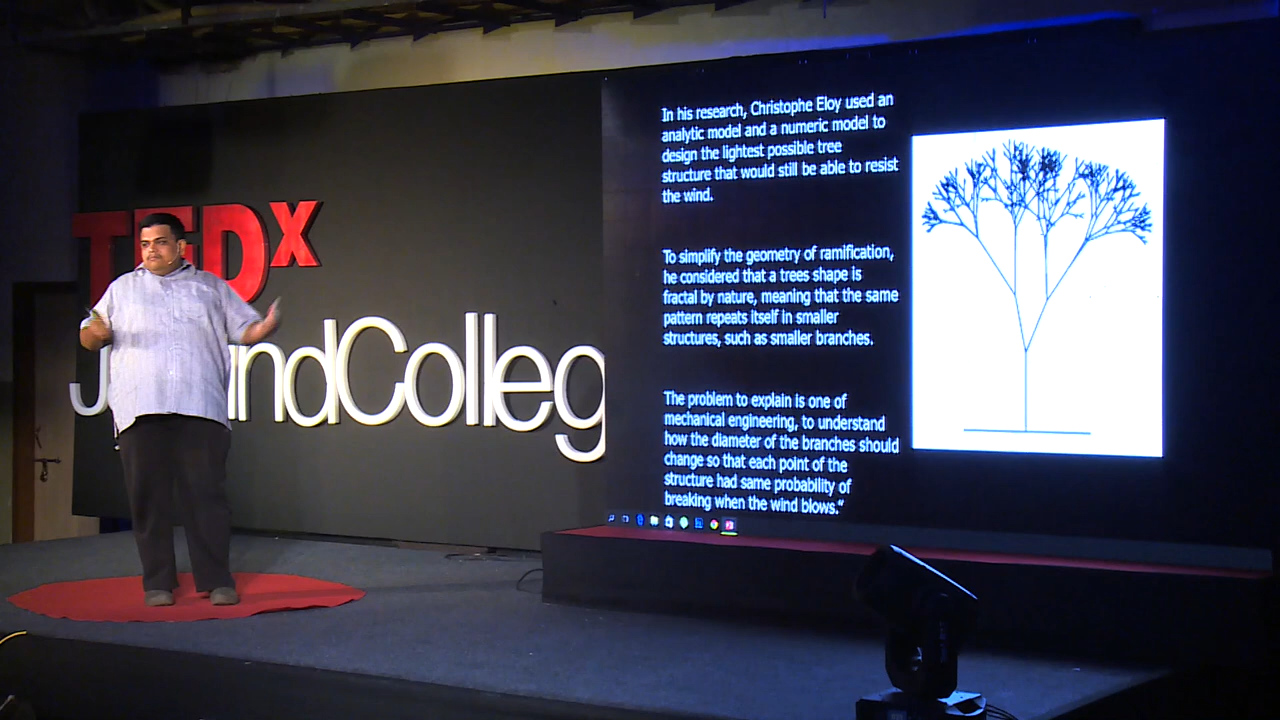 TEDx
CollegIn his research, Christophe Eloy used an
analytic model and a numeric model to
design the lightest possible tree
structure that would still be able to resist
the wind.
To simplify the geometry of ramification,
he considered that a trees shape is
fractal by nature, meaning that the same
pattern repeats itself in smaller
structures, such as smaller branches.
The problem to explain is one of
mechanical engineering, to understand
how the diameter of the branches should
change so that each point of the
structure had same probability of
breaking when the wind blows.“